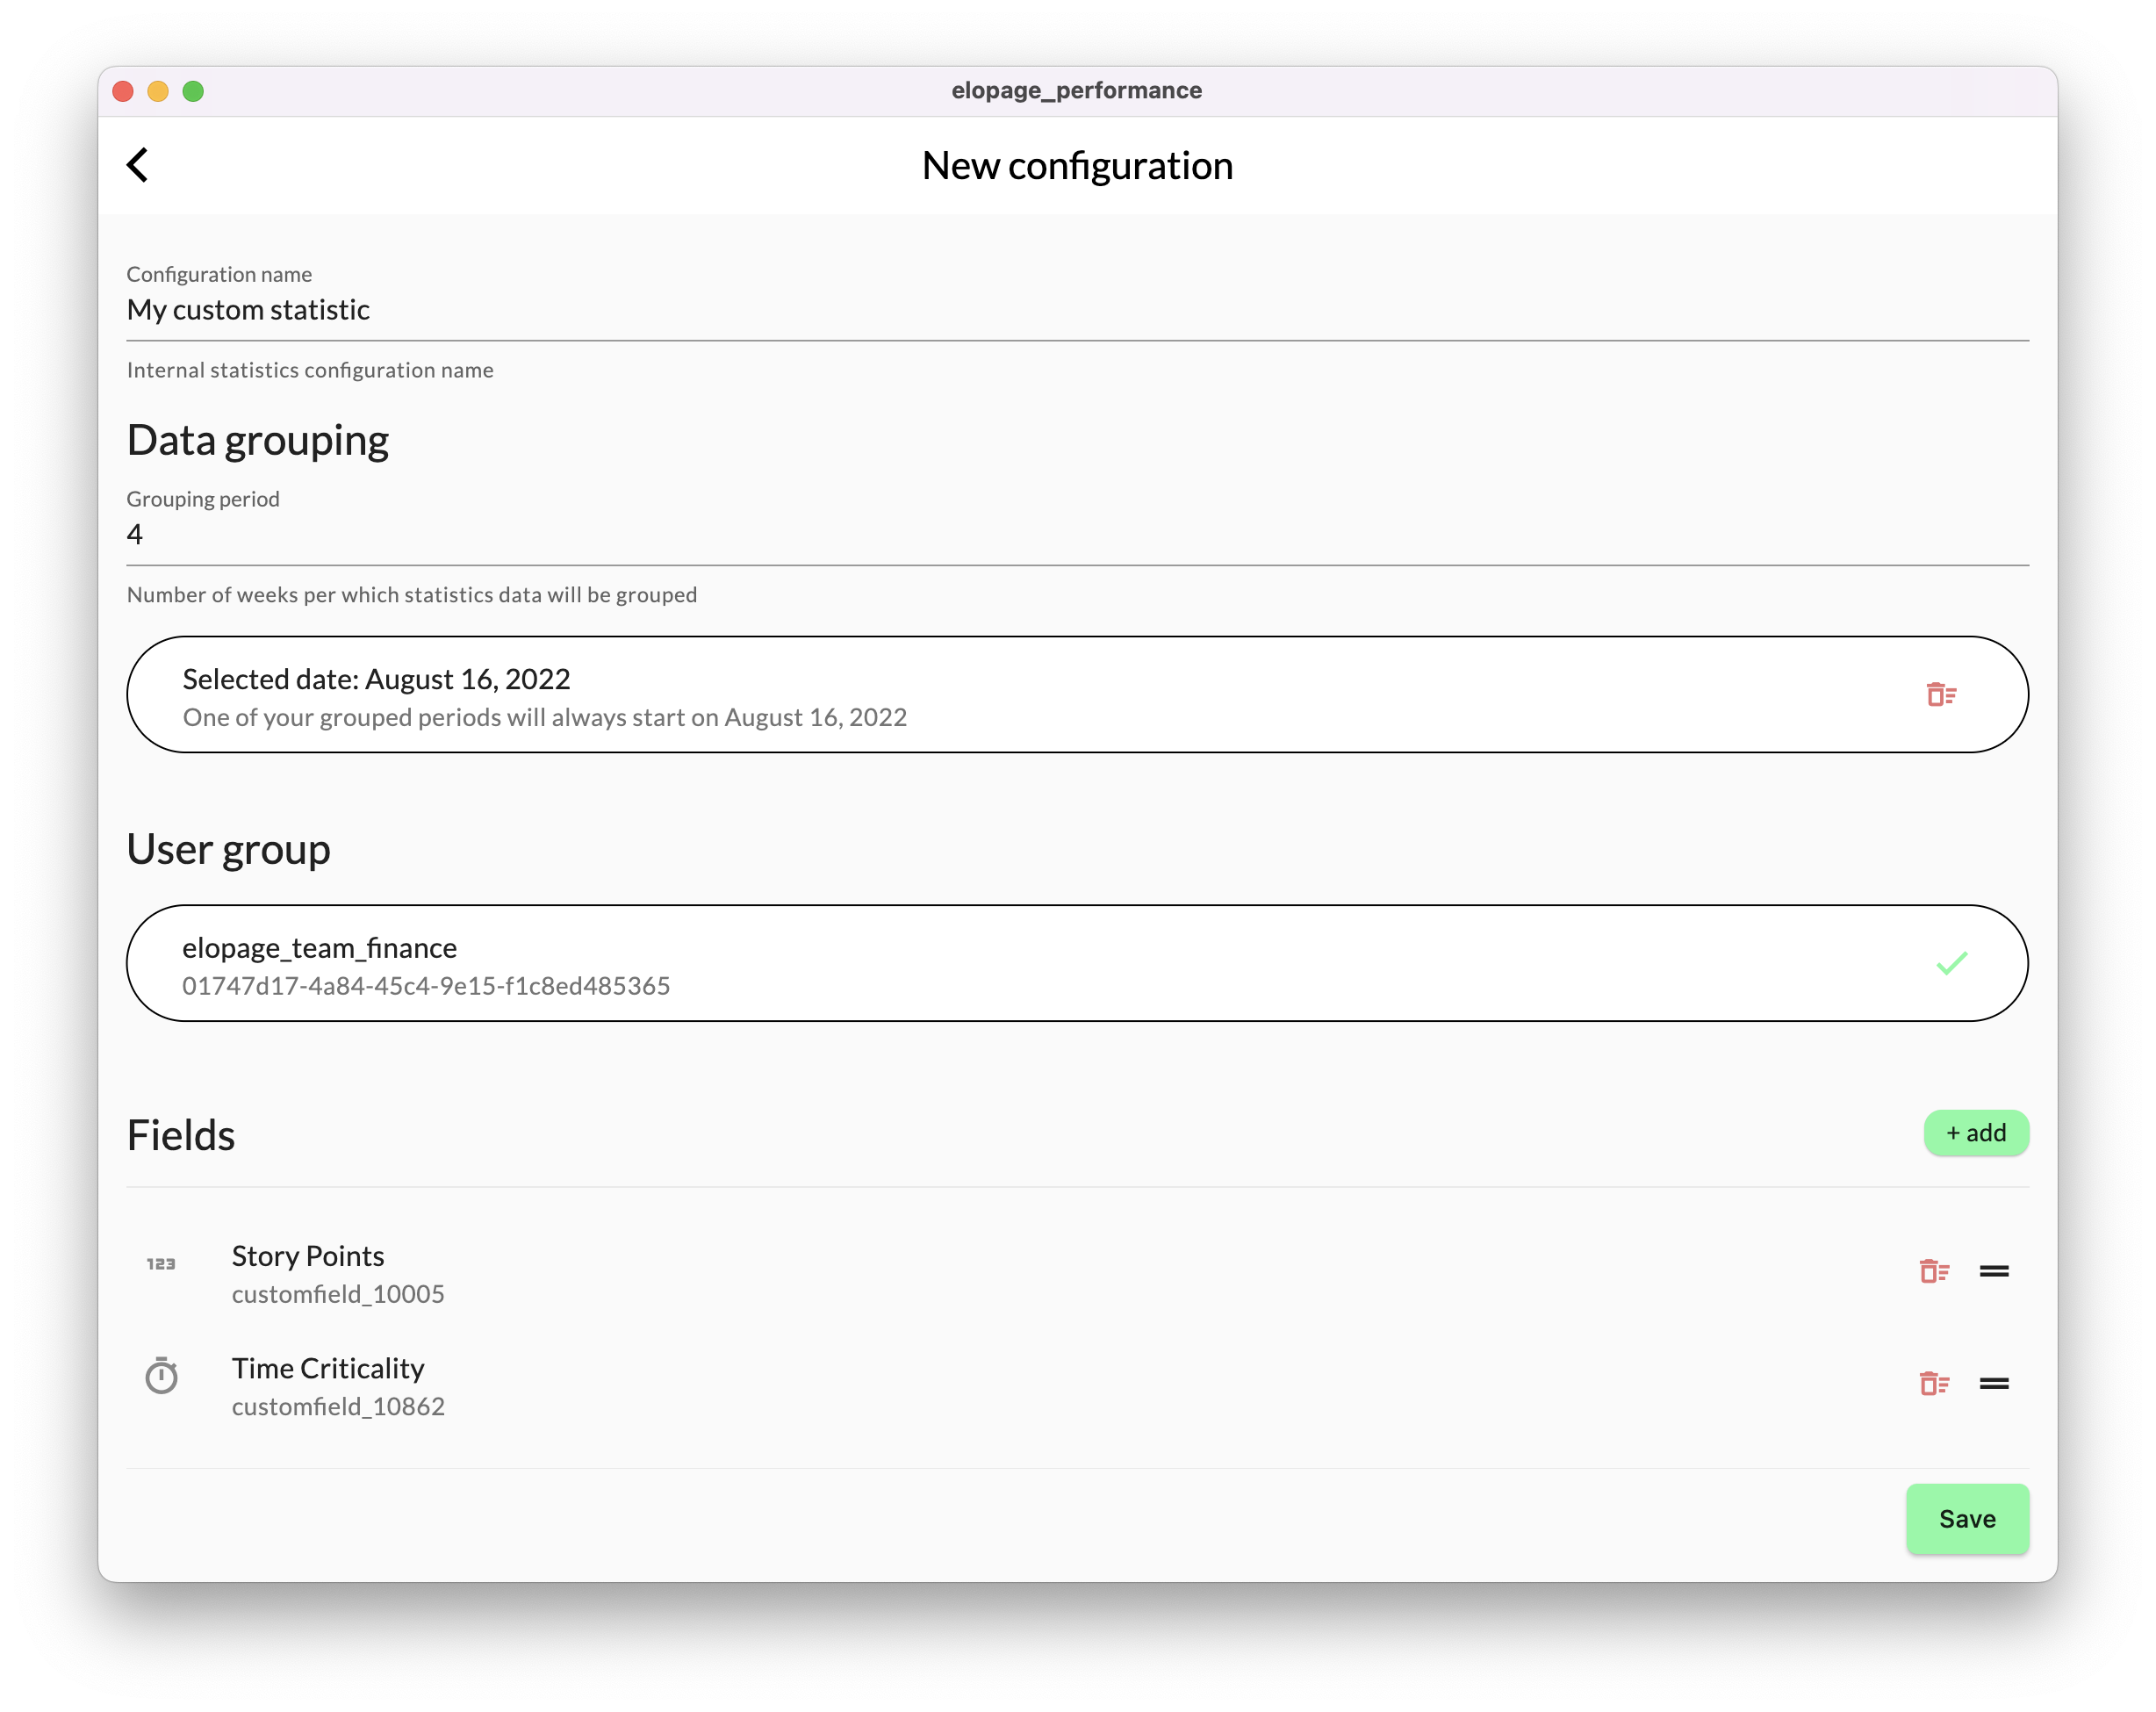 elopage_performance
New configuration
Configuration name
My custom statistic
Internal statistics configuration name
Data grouping
Grouping period
4
Number of weeks per which statistics data will be grouped
Selected date: August 16, 2022
One of your grouped periods will always start on August 16, 2022
User group
elopage_team_finance
01747d17-4a84-45c4-9e15-f1c8ed485365
Fields
+ add
123
Story Points
customfield_10005
Time Criticality
customfield_10862
Save